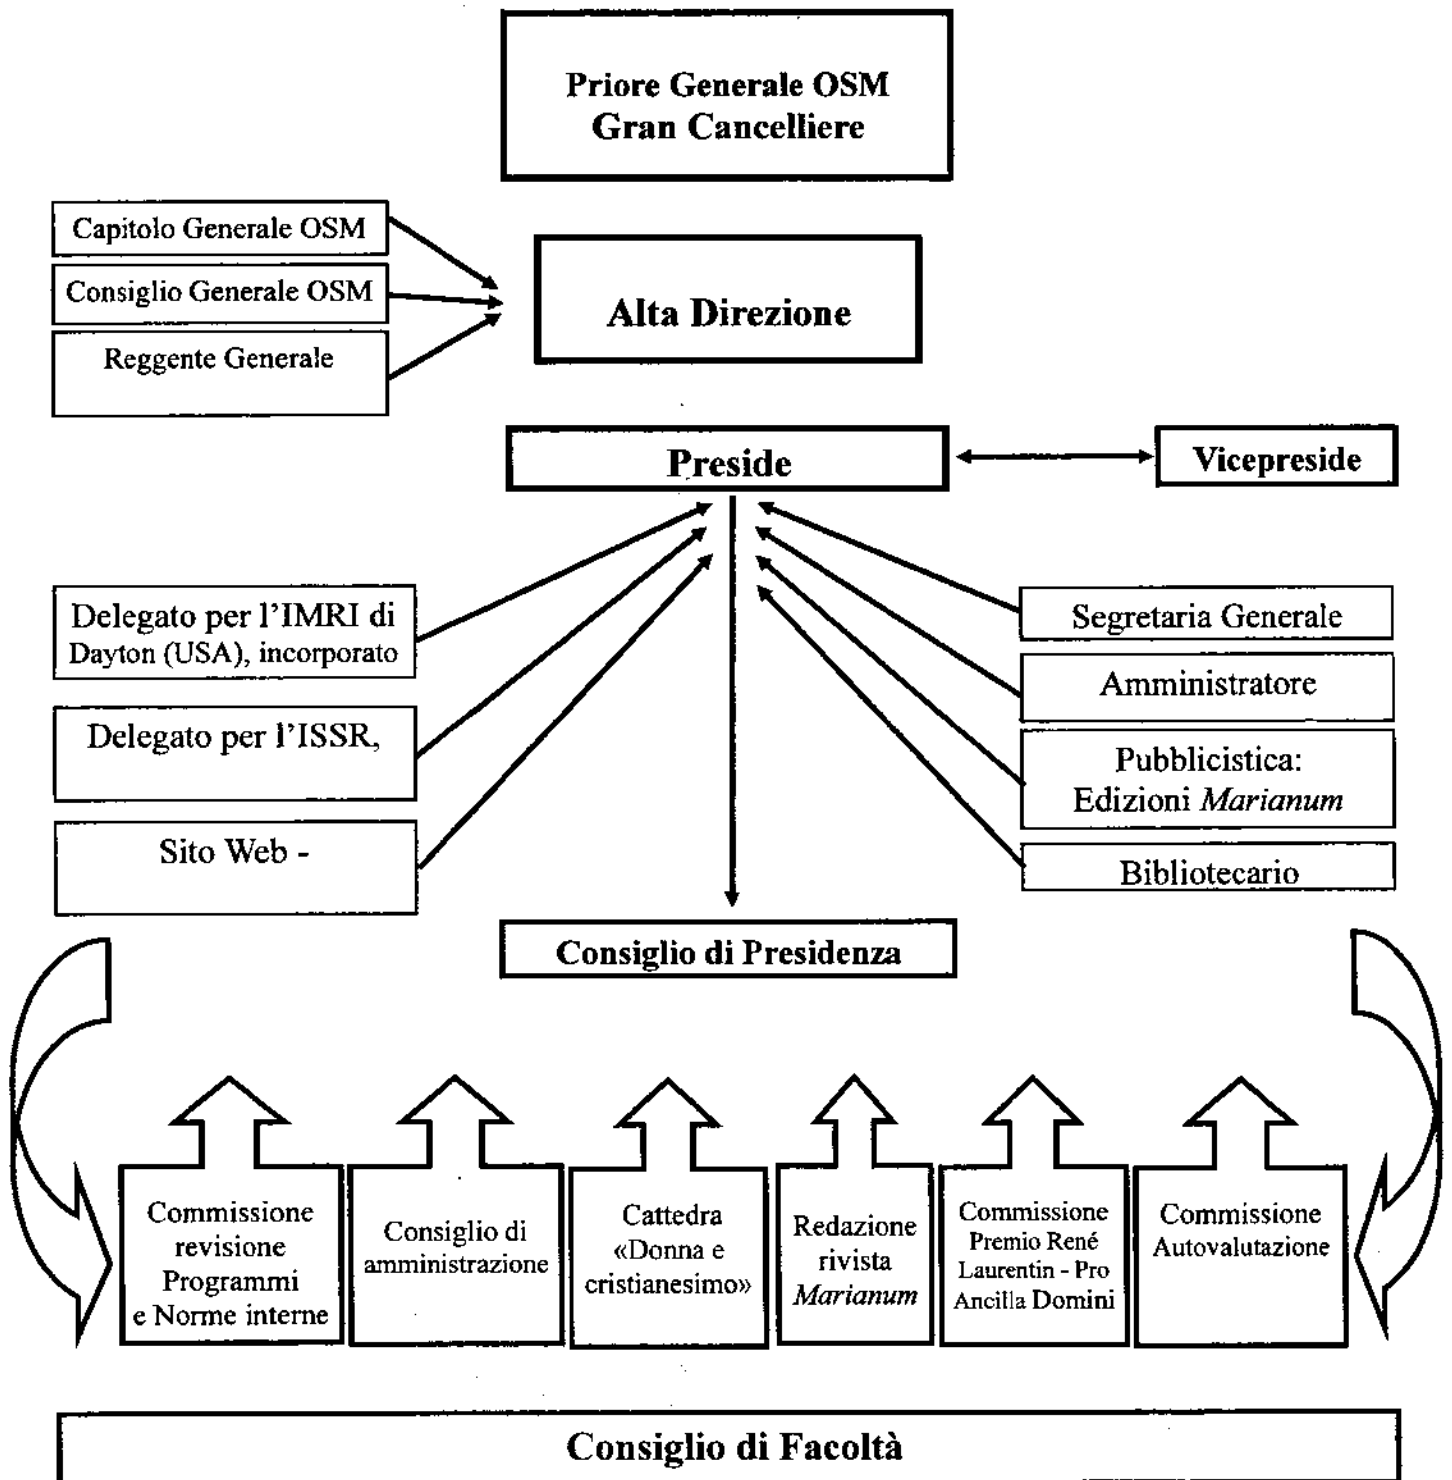 Priore Generale OSM
Gran Cancelliere
Capitolo Generale OSM
Consiglio Generale OSM
Reggente Generale
Alta Direzione
Preside
Vicepreside
Delegato per l'IMRI di
Dayton (USA), incorporato
Delegato per l'ISSR,
Sito Web -
Segretaria Generale
Amministratore
Pubblicistica:
Edizioni Marianum
Bibliotecario
Consiglio di Presidenza
Commissione
revisione
Programmi
e Norme interne
Consiglio di
amministrazione
Cattedra
«Donna e
cristianesimo»
Redazione
rivista
Marianum
Commissione
Premio René
Laurentin - Pro
Ancilla Domini
Commissione
Autovalutazione
Consiglio di Facoltà